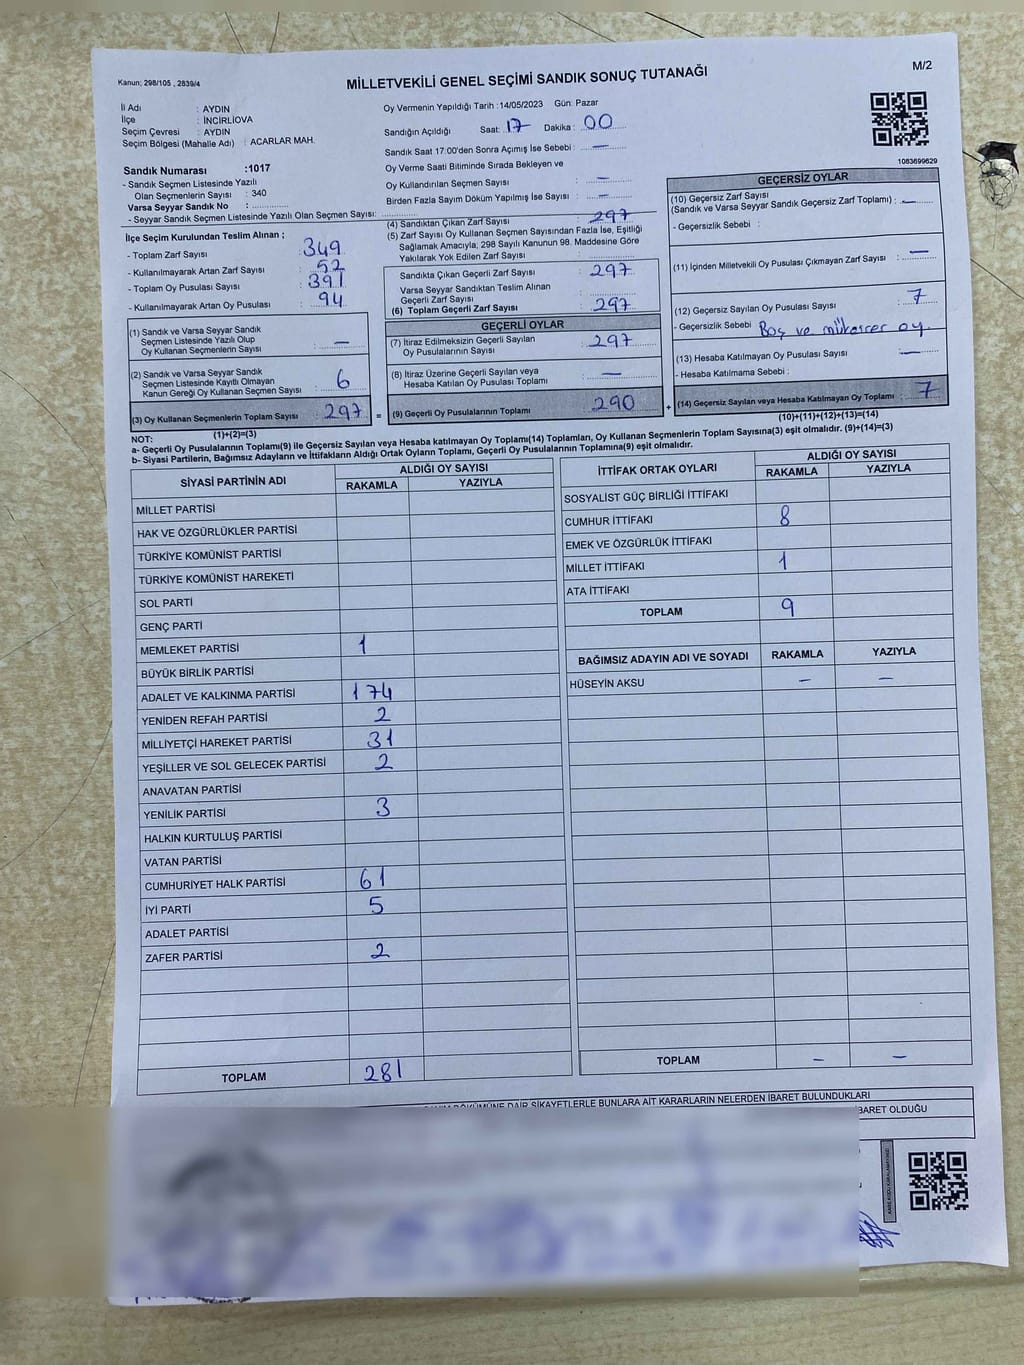 Kanun; 298/105 , 2839/4
MİLLETVEKİLİ GENEL SEÇİMİ SANDIK SONUÇ TUTANAĞI
M/2
İl Adı : AYDIN
İlçe : İNCİRLİOVA
Seçim Çevresi : AYDIN
Seçim Bölgesi (Mahalle Adı) : ACARLAR MAH.
Sandık Numarası :1017
- Sandık Seçmen Listesinde Yazılı
Olan Seçmenlerin Sayısı : 340
Varsa Seyyar Sandık No :
- Seyyar Sandık Seçmen Listesinde Yazılı Olan Seçmen Sayısı:
Oy Vermenin Yapıldığı Tarih :14/05/2023 Gün: Pazar
Sandığın Açıldığı Saat: 17 Dakika : 00
Sandık Saat 17:00'den Sonra Açımış İse Sebebi : —
Oy Verme Saati Bitiminde Sırada Bekleyen ve
Oy Kullandırılan Seçmen Sayısı : —
Birden Fazla Sayım Döküm Yapılmış İse Sayısı : —
1083699629
İlçe Seçim Kurulundan Teslim Alınan ;
- Toplam Zarf Sayısı : 349
- Kullanılmayarak Artan Zarf Sayısı : 52
- Toplam Oy Pusulası Sayısı : 391
- Kullanılmayarak Artan Oy Pusulası : 94
(1) Sandık ve Varsa Seyyar Sandık
Seçmen Listesinde Yazılı Olup
Oy Kullanan Seçmenlerin Sayısı : —
(2) Sandık ve Varsa Seyyar Sandık
Seçmen Listesinde Kayıtlı Olmayan
Kanun Gereği Oy Kullanan Seçmen Sayısı : 6
(3) Oy Kullanan Seçmenlerin Toplam Sayısı : 297
(1)+(2)=(3)
(4) Sandıktan Çıkan Zarf Sayısı : 297
(5) Zarf Sayısı Oy Kullanan Seçmen Sayısından Fazla İse, Eşitliği
Sağlamak Amacıyla; 298 Sayılı Kanunun 98. Maddesine Göre
Yakılarak Yok Edilen Zarf Sayısı :
Sandıkta Çıkan Geçerli Zarf Sayısı : 297
Varsa Seyyar Sandıktan Teslim Alınan
Geçerli Zarf Sayısı :
(6) Toplam Geçerli Zarf Sayısı : 297
GEÇERLİ OYLAR
(7) İtiraz Edilmeksizin Geçerli Sayılan
Oy Pusulalarının Sayısı : 297
(8) İtiraz Üzerine Geçerli Sayılan veya
Hesaba Katılan Oy Pusulası Toplamı : —
= (9) Geçerli Oy Pusulalarının Toplamı : 290 +
GEÇERSİZ OYLAR
(10) Geçersiz Zarf Sayısı
(Sandık ve Varsa Seyyar Sandık Geçersiz Zarf Toplamı) : —
- Geçersizlik Sebebi :
(11) İçinden Milletvekili Oy Pusulası Çıkmayan Zarf Sayısı : —
(12) Geçersiz Sayılan Oy Pusulası Sayısı : 7
- Geçersizlik Sebebi : Boş ve mükerrer oy.
(13) Hesaba Katılmayan Oy Pusulası Sayısı : —
- Hesaba Katılmama Sebebi :
(14) Geçersiz Sayılan veya Hesaba Katılmayan Oy Toplamı : 7
(10)+(11)+(12)+(13)=(14)
NOT:
a- Geçerli Oy Pusulalarının Toplamı(9) ile Geçersiz Sayılan veya Hesaba katılmayan Oy Toplamı(14) Toplamları, Oy Kullanan Seçmenlerin Toplam Sayısına(3) eşit olmalıdır. (9)+(14)=(3)
b- Siyasi Partilerin, Bağımsız Adayların ve İttifakların Aldığı Ortak Oyların Toplamı, Geçerli Oy Pusulalarının Toplamına(9) eşit olmalıdır.
SİYASİ PARTİNİN ADI
ALDIĞI OY SAYISI
RAKAMLA YAZIYLA
MİLLET PARTİSİ
HAK VE ÖZGÜRLÜKLER PARTİSİ
TÜRKİYE KOMÜNİST PARTİSİ
TÜRKİYE KOMÜNİST HAREKETİ
SOL PARTİ
GENÇ PARTİ
MEMLEKET PARTİSİ 1
BÜYÜK BİRLİK PARTİSİ
ADALET VE KALKINMA PARTİSİ 174
YENİDEN REFAH PARTİSİ 2
MİLLİYETÇİ HAREKET PARTİSİ 31
YEŞİLLER VE SOL GELECEK PARTİSİ 2
ANAVATAN PARTİSİ
YENİLİK PARTİSİ 3
HALKIN KURTULUŞ PARTİSİ
VATAN PARTİSİ
CUMHURİYET HALK PARTİSİ 61
İYİ PARTİ 5
ADALET PARTİSİ
ZAFER PARTİSİ 2
TOPLAM 281
İTTİFAK ORTAK OYLARI
ALDIĞI OY SAYISI
RAKAMLA YAZIYLA
SOSYALİST GÜÇ BİRLİĞİ İTTİFAKI
CUMHUR İTTİFAKI 8
EMEK VE ÖZGÜRLÜK İTTİFAKI
MİLLET İTTİFAKI 1
ATA İTTİFAKI
TOPLAM 9
BAĞIMSIZ ADAYIN ADI VE SOYADI RAKAMLA YAZIYLA
HÜSEYİN AKSU – –
TOPLAM – –
DÖKÜMÜNE DAİR ŞİKAYETLERLE BUNLARA AİT KARARLARIN NELERDEN İBARET BULUNDUKLARI
İBARET OLDUĞU